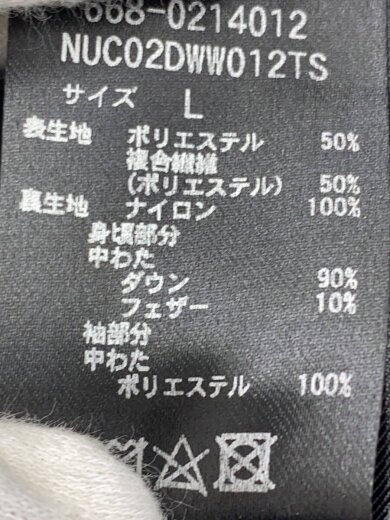 668-0214012
NUC02DWW012TS
サイズ L
表生地 ポリエステル 50%
複合繊維
(ポリエステル) 50%
裏生地 ナイロン 100%
身頃部分
中わた
ダウン 90%
フェザー 10%
袖部分
中わた
ポリエステル 100%